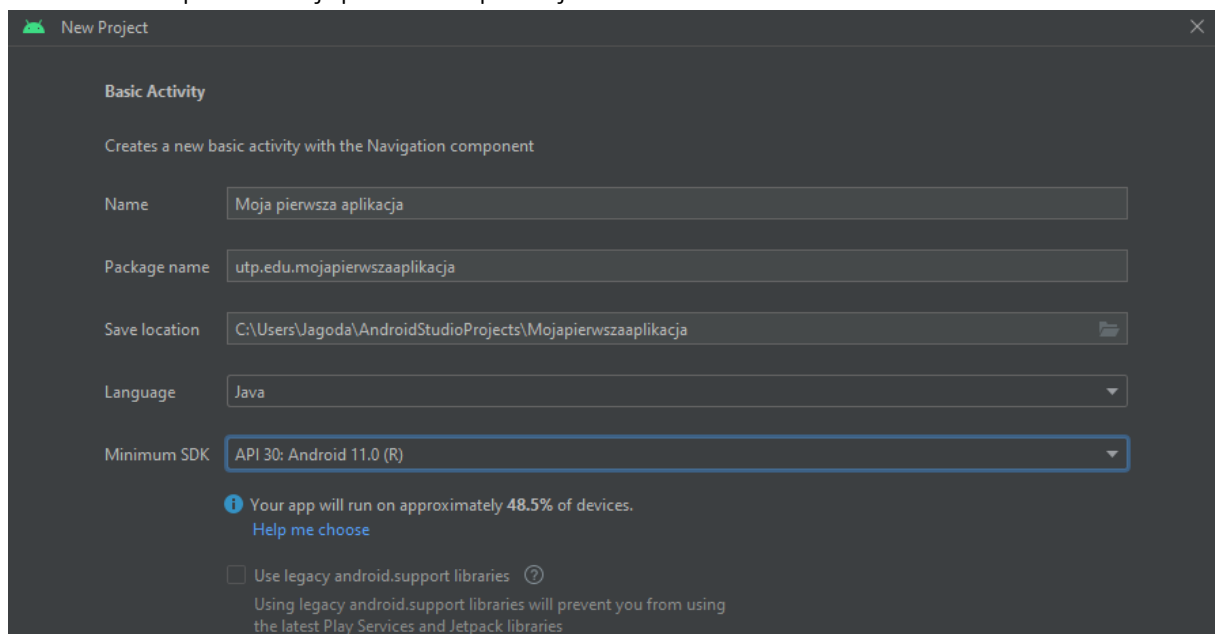 New Project
Basic Activity
Creates a new basic activity with the Navigation component
Name
Moja pierwsza aplikacja
Package name
utp.edu.mojapierwszaaplikacja
Save location
C:\Users\Jagoda\AndroidStudioProjects\Mojapierwszaaplikacja
Language
Java
Minimum SDK
API 30: Android 11.0 (R)
Your app will run on approximately 48.5% of devices.
Help me choose
Use legacy android.support libraries
Using legacy android.support libraries will prevent you from using
the latest Play Services and Jetpack libraries